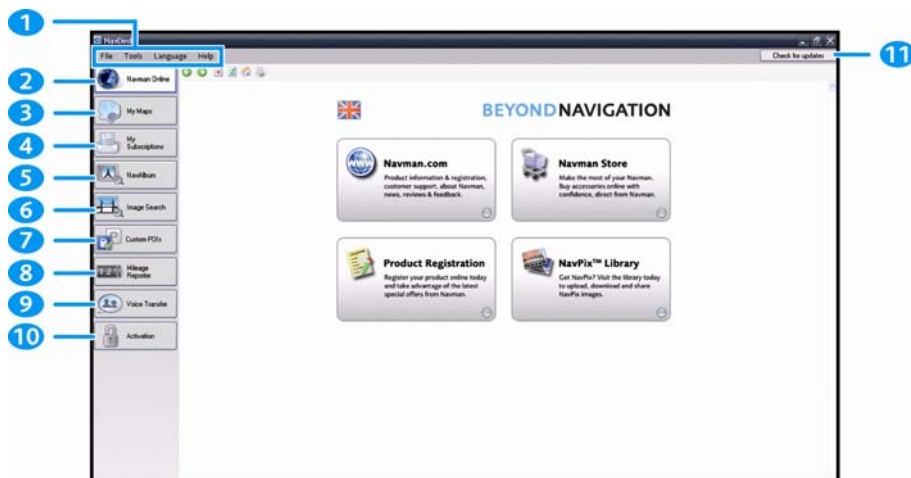 1
NavDesk
File Tools Language Help
Check for updates
11
2
Navman Online
3
My Maps
4
My
Subscriptions
5
NavAlbum
6
Image Search
7
Custom POIs
8
Mileage
Reporter
9
Voice Transfer
10
Activation
BEYONDNAVIGATION
WWW
Navman.com
Product information & registration,
customer support, about Navman,
news, reviews & feedback.
Navman Store
Make the most of your Navman.
Buy accessories online with
confidence, direct from Navman.
Product Registration
Register your product online today
and take advantage of the latest
special offers from Navman.
NavPix™ Library
Got NavPix? Visit the library today
to upload, download and share
NavPix images.